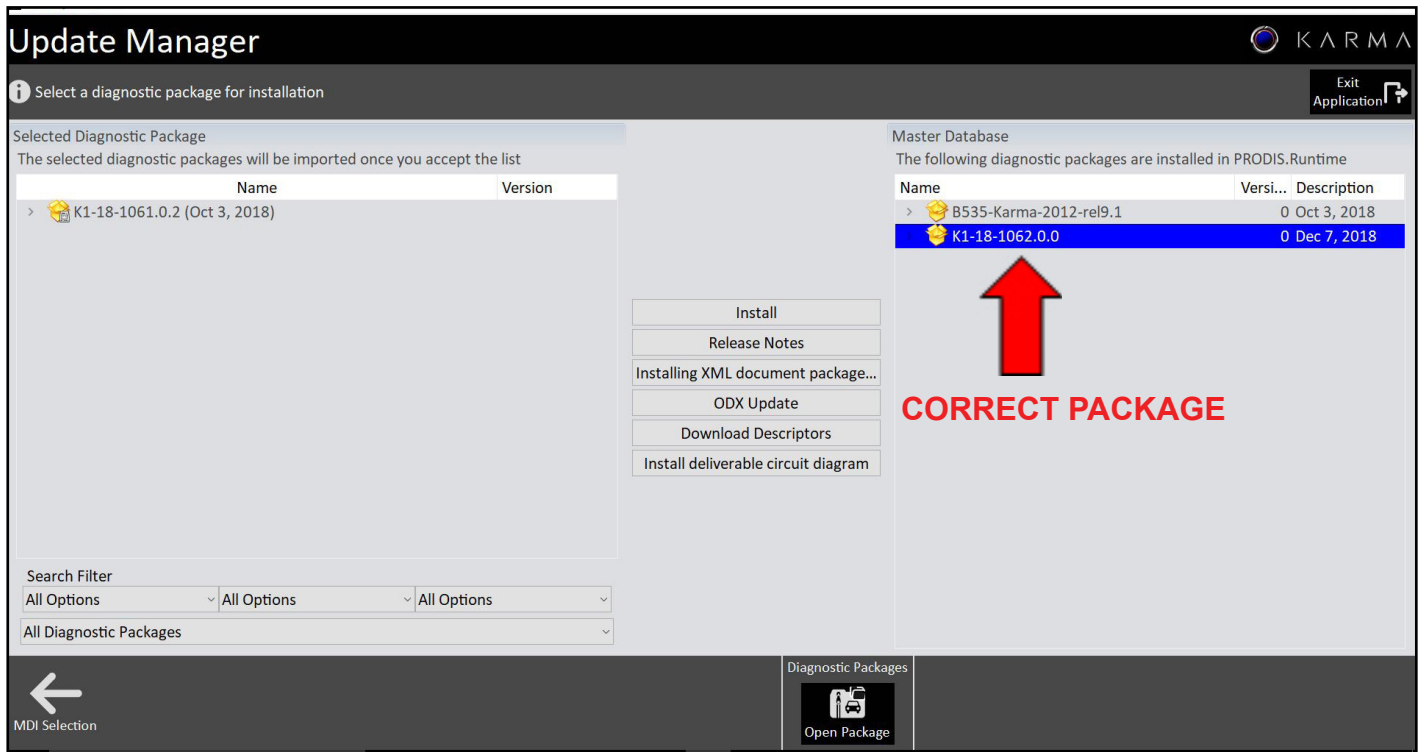 Update Manager
KARMA
Select a diagnostic package for installation
Exit
Application
Selected Diagnostic Package
The selected diagnostic packages will be imported once you accept the list
Name Version
K1-18-1061.0.2 (Oct 3, 2018)
Search Filter
All Options All Options All Options
All Diagnostic Packages
Install
Release Notes
Installing XML document package...
ODX Update
Download Descriptors
Install deliverable circuit diagram
Master Database
The following diagnostic packages are installed in PRODIS.Runtime
Name Versi... Description
B535-Karma-2012-rel9.1 0 Oct 3, 2018
K1-18-1062.0.0 0 Dec 7, 2018
CORRECT PACKAGE
MDI Selection
Diagnostic Packages
Open Package